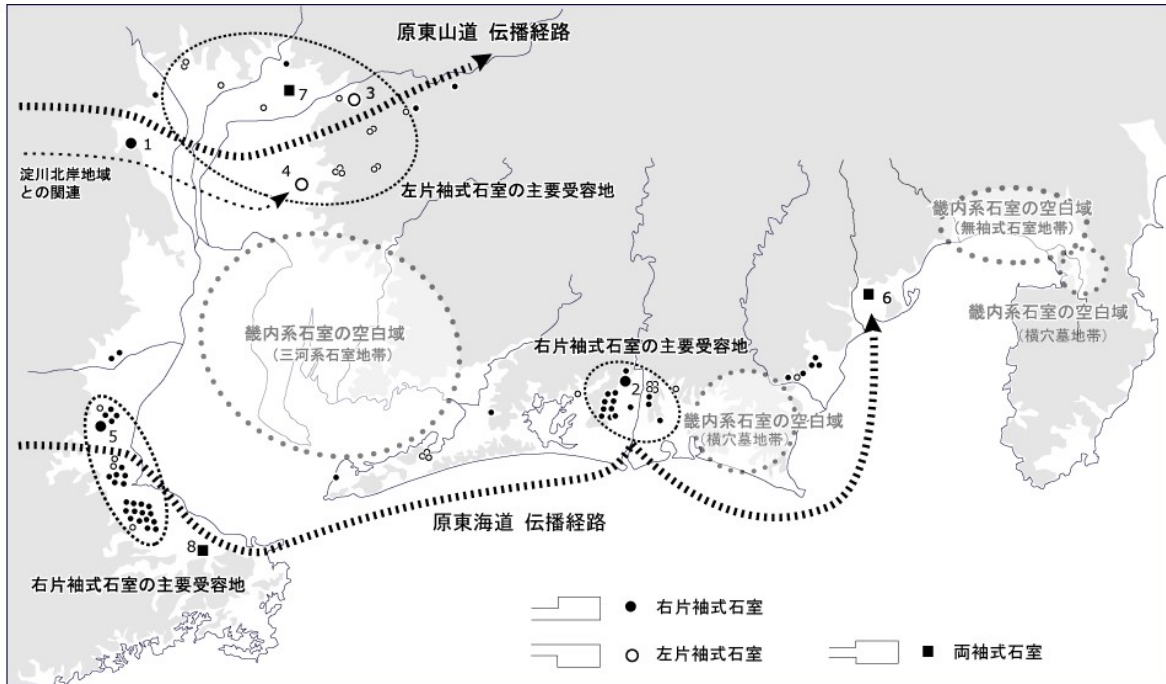 原東山道 伝播経路
7
3
1
淀川北岸地域
との関連
4
左片袖式石室の主要受容地
畿内系石室の空白域
（無袖式石室地帯）
6
畿内系石室の空白域
（三河系石室地帯）
畿内系石室の空白域
（横穴墓地帯）
右片袖式石室の主要受容地
2
畿内系石室の空白域
（横穴墓地帯）
5
原東海道 伝播経路
8
右片袖式石室の主要受容地
右片袖式石室
左片袖式石室
両袖式石室